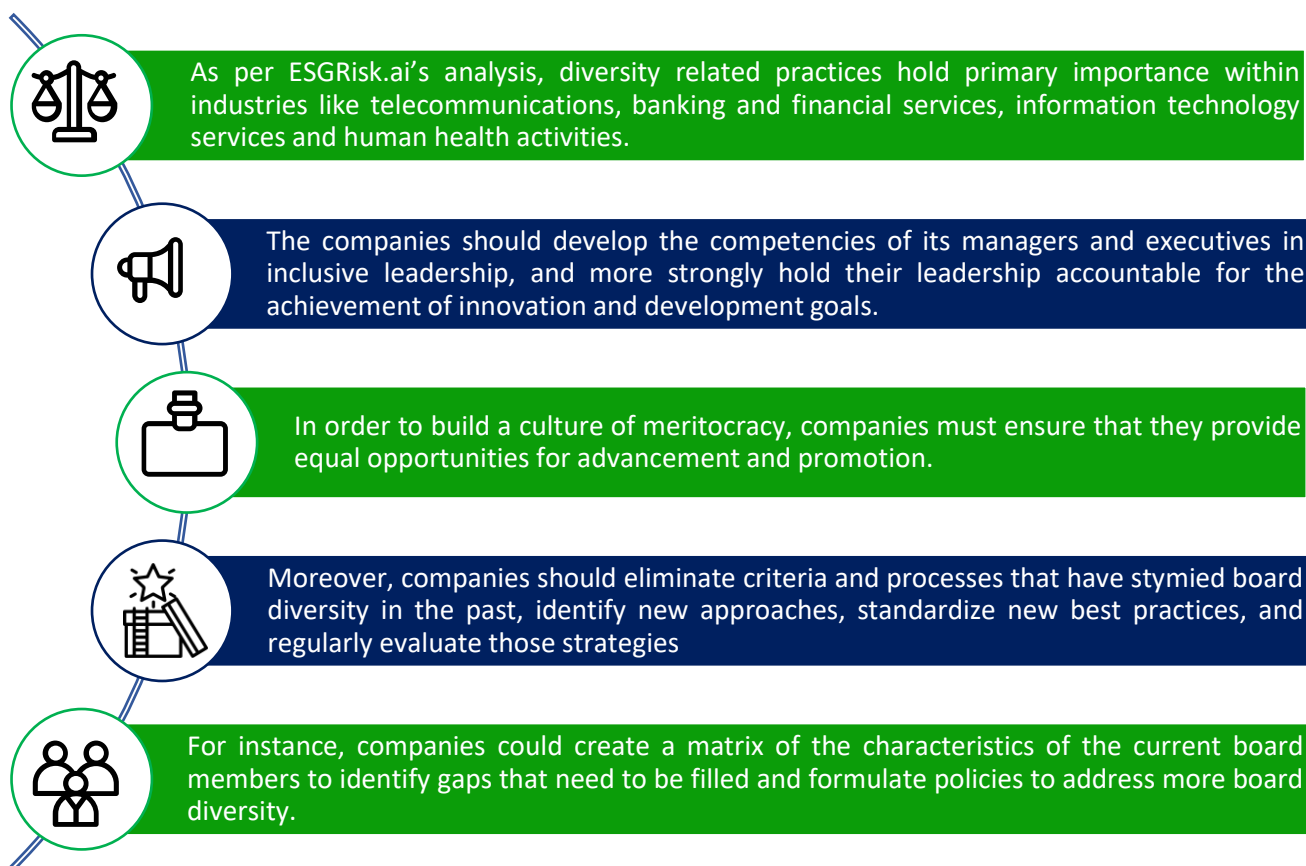 As per ESGRisk.ai’s analysis, diversity related practices hold primary importance within
industries like telecommunications, banking and financial services, information technology
services and human health activities.
The companies should develop the competencies of its managers and executives in
inclusive leadership, and more strongly hold their leadership accountable for the
achievement of innovation and development goals.
In order to build a culture of meritocracy, companies must ensure that they provide
equal opportunities for advancement and promotion.
Moreover, companies should eliminate criteria and processes that have stymied board
diversity in the past, identify new approaches, standardize new best practices, and
regularly evaluate those strategies
For instance, companies could create a matrix of the characteristics of the current board
members to identify gaps that need to be filled and formulate policies to address more board
diversity.